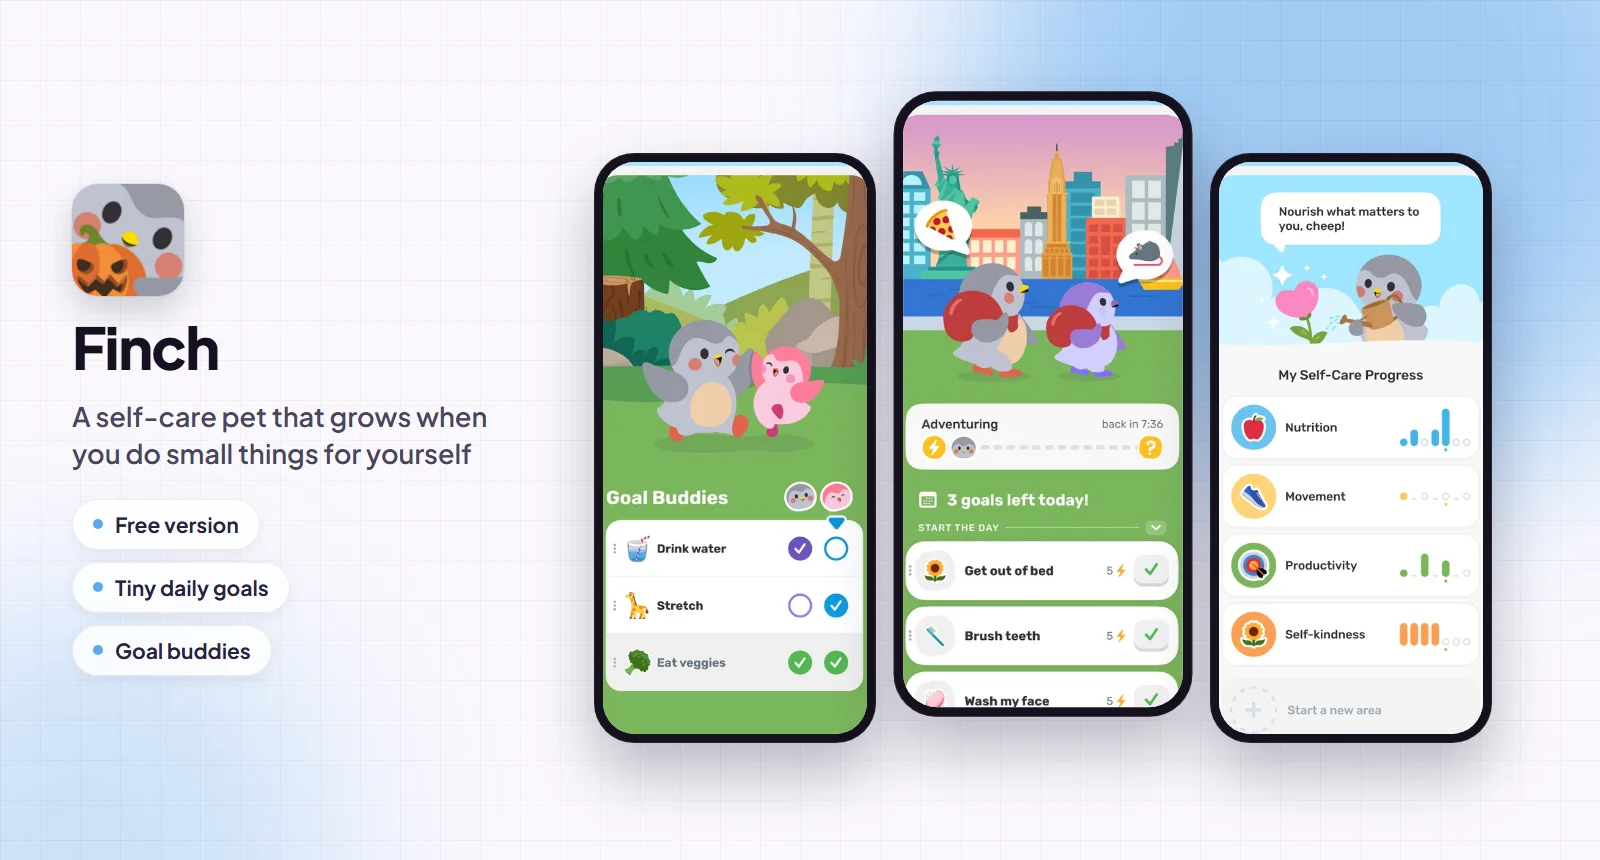 Finch
A self-care pet that grows when
you do small things for yourself
Free version
Tiny daily goals
Goal buddies
Goal Buddies
Drink water
Stretch
Eat veggies
Adventuring
back in 7:36
?
3 goals left today!
START THE DAY
Get out of bed
5
Brush teeth
5
Wash my face
5
Nourish what matters to
you, cheep!
My Self-Care Progress
Nutrition
Movement
Productivity
Self-kindness
Start a new area